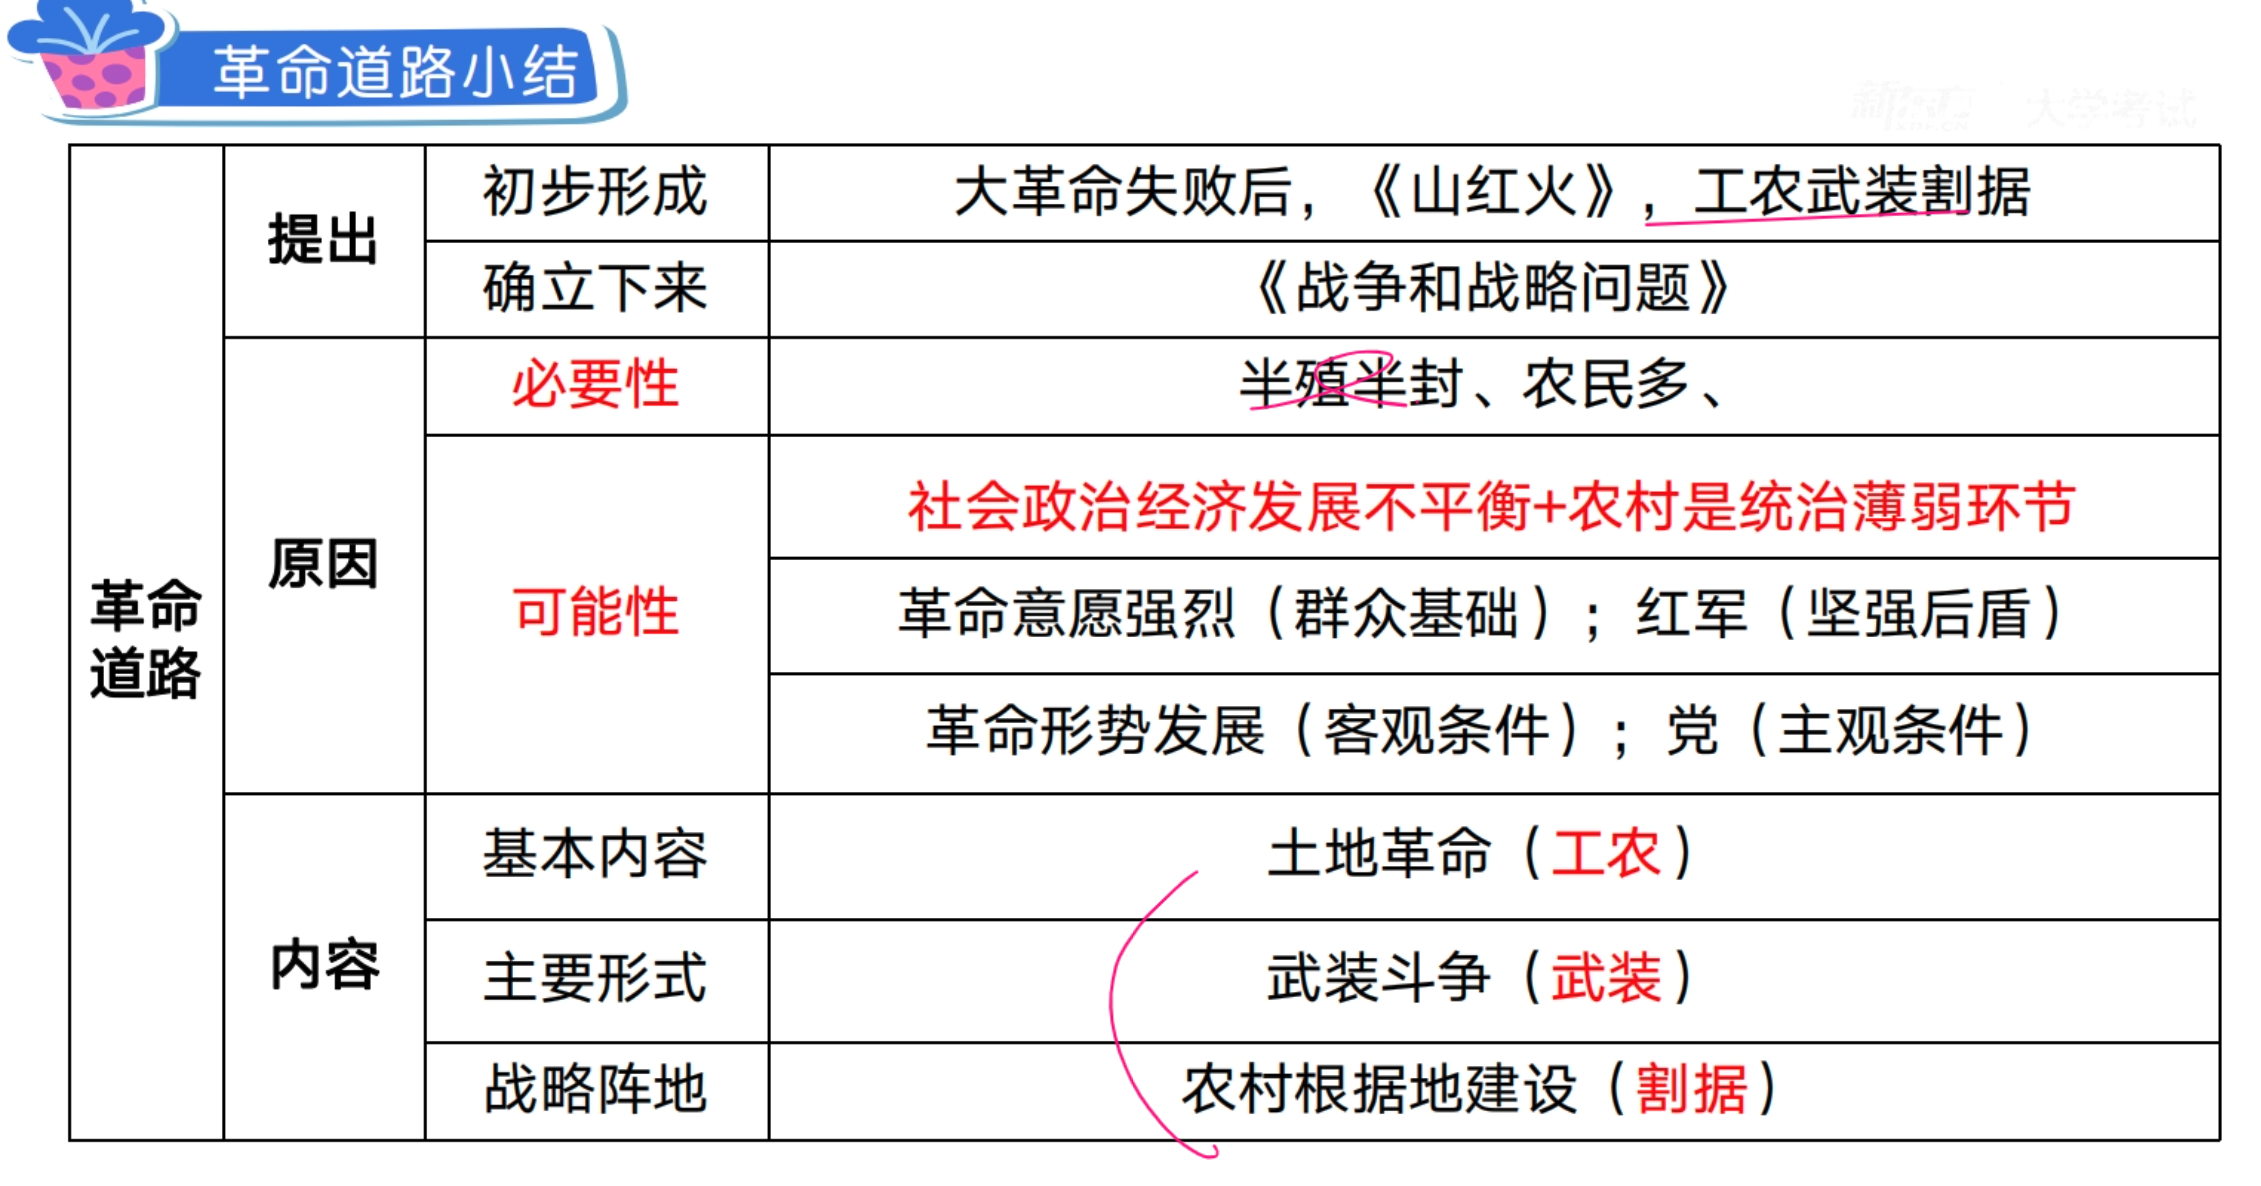 革命道路小结
大学考试
革命
道路
提出
初步形成
大革命失败后，《山红火》，工农武装割据
确立下来
《战争和战略问题》
原因
必要性
半殖半封、农民多、
可能性
社会政治经济发展不平衡+农村是统治薄弱环节
革命意愿强烈（群众基础）；红军（坚强后盾）
革命形势发展（客观条件）；党（主观条件）
内容
基本内容
土地革命（工农）
主要形式
武装斗争（武装）
战略阵地
农村根据地建设（割据）